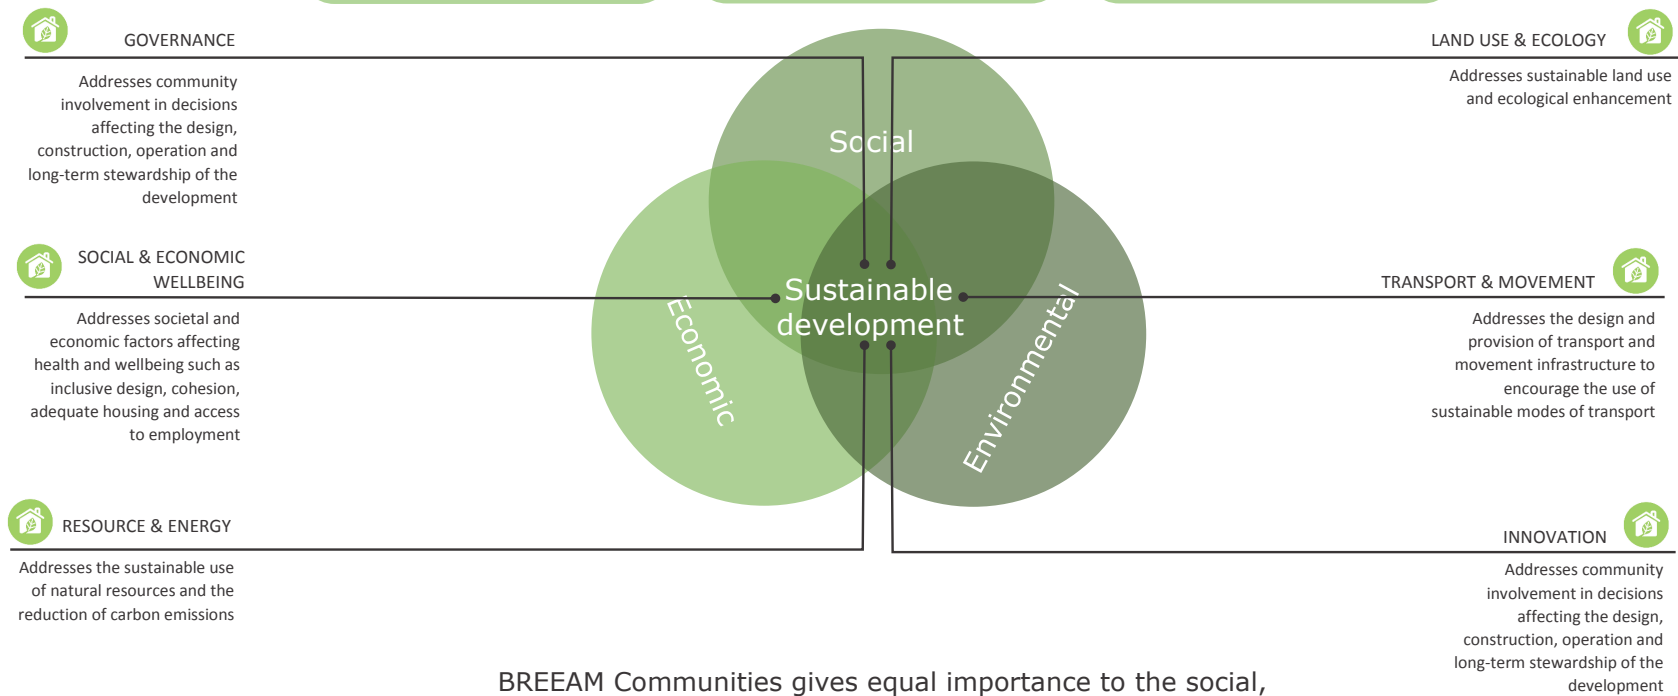 GOVERNANCE
Addresses community
involvement in decisions
affecting the design,
construction, operation and
long-term stewardship of the
development
SOCIAL & ECONOMIC
WELLBEING
Addresses societal and
economic factors affecting
health and wellbeing such as
inclusive design, cohesion,
adequate housing and access
to employment
RESOURCE & ENERGY
Addresses the sustainable use
of natural resources and the
reduction of carbon emissions
Social
Economic
Sustainable
development
Environmental
LAND USE & ECOLOGY
Addresses sustainable land use
and ecological enhancement
TRANSPORT & MOVEMENT
Addresses the design and
provision of transport and
movement infrastructure to
encourage the use of
sustainable modes of transport
INNOVATION
Addresses community
involvement in decisions
affecting the design,
construction, operation and
long-term stewardship of the
development
BREEAM Communities gives equal importance to the social,